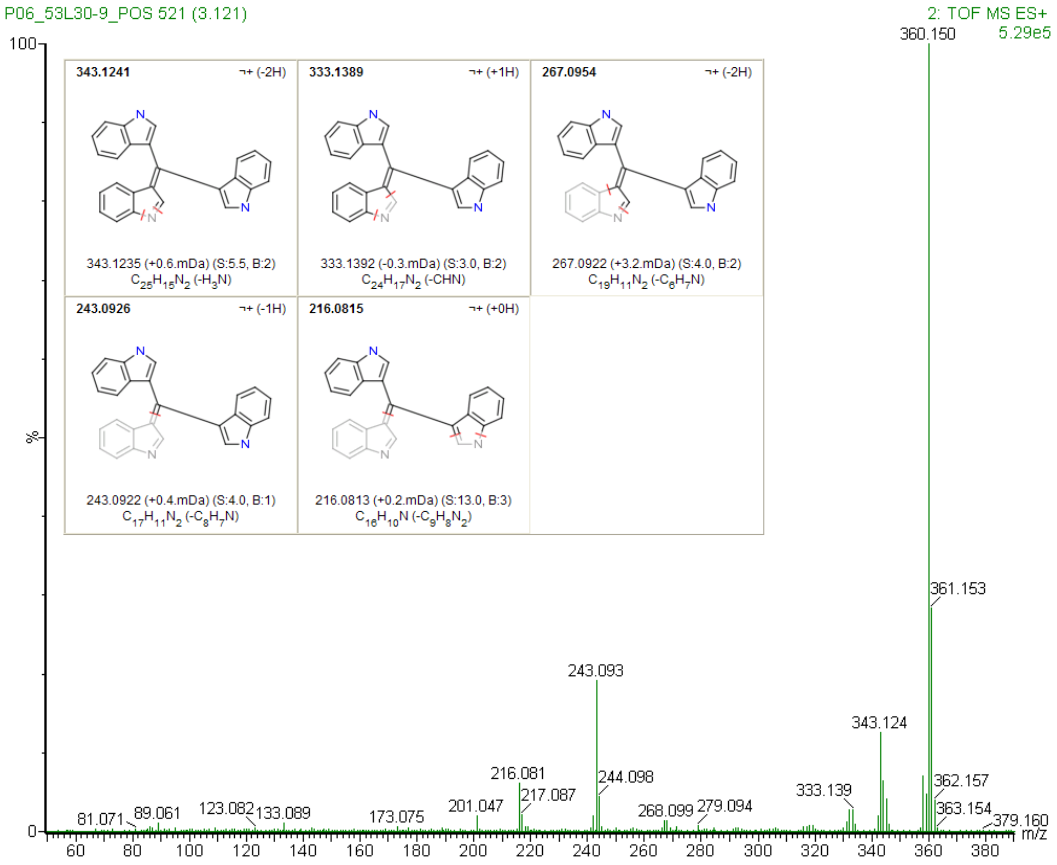 P06_53L30-9_POS 521 (3.121)
2: TOF MS ES+
5.29e5
100
360.150
343.1241 ¬+ (-2H)
333.1389 ¬+ (+1H)
267.0954 ¬+ (-2H)
N
N
N
N
N
N
N
N
N
343.1235 (+0.6.mDa) (S:5.5, B:2)
C25H15N2 (-H3N)
333.1392 (-0.3.mDa) (S:3.0, B:2)
C24H17N2 (-CHN)
267.0922 (+3.2.mDa) (S:4.0, B:2)
C19H11N2 (-C6H7N)
243.0926 ¬+ (-1H)
216.0815 ¬+ (+0H)
N
N
N
N
N
N
243.0922 (+0.4.mDa) (S:4.0, B:1)
C17H11N2 (-C8H7N)
216.0813 (+0.2.mDa) (S:13.0, B:3)
C16H10N (-C9H8N2)
%
361.153
243.093
343.124
216.081
244.098
333.139
362.157
201.047
217.087
268.099
279.094
363.154
81.071
89.061
123.082
133.089
173.075
379.160
0
m/z
60 80 100 120 140 160 180 200 220 240 260 280 300 320 340 360 380